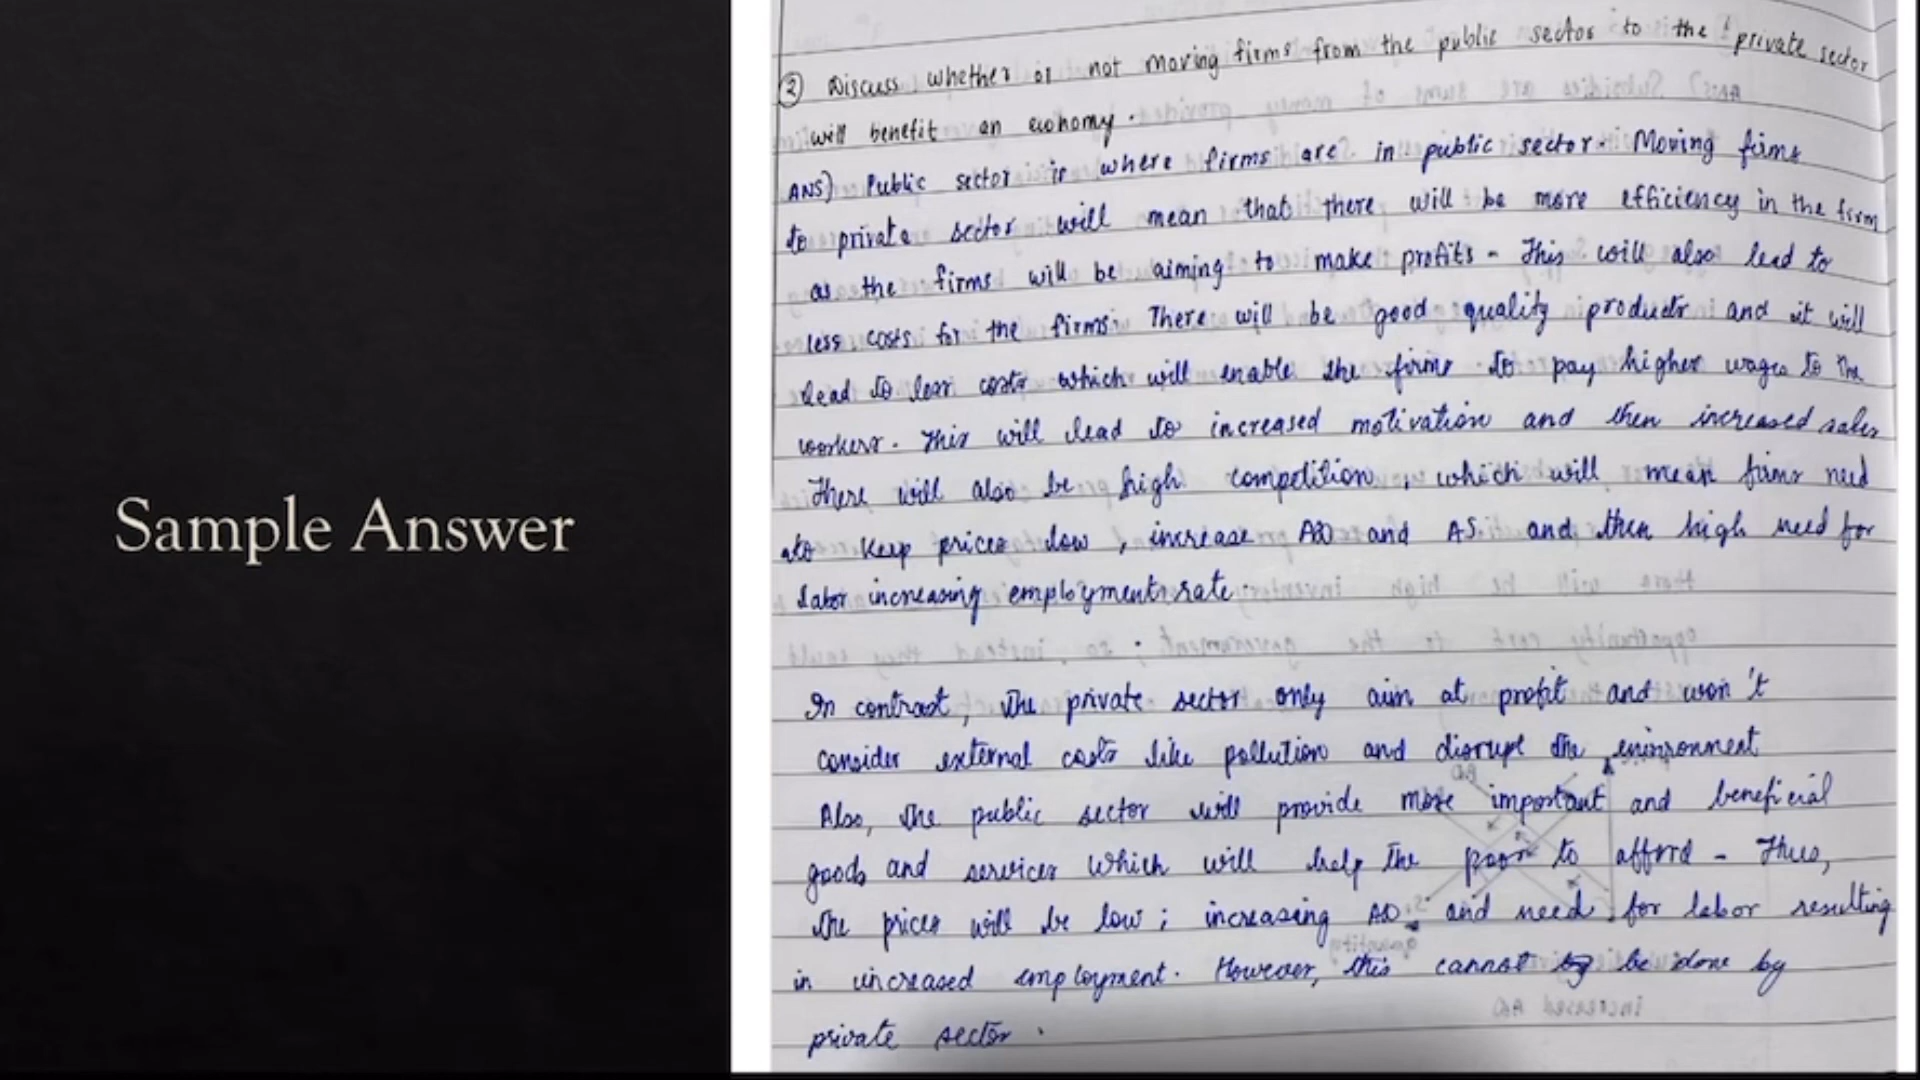 Sample Answer
2 Discuss whether or not moving firms from the public sector to the private sector
will benefit an economy.
ANS) Public sector is where firms are in public sector. Moving firms
to private sector will mean that there will be more efficiency in the firm
as the firms will be aiming to make profits. This will also lead to
less costs for the firms. There will be good quality products and it will
lead to less costs which will enable the firms to pay higher wages to the
workers. This will lead to increased motivation and then increased sales
There will also be high competition, which will mean firms need
to keep prices low, increase AD and AS. and then high need for
labor increasing employment rate.
In contrast, the private sector only aim at profit and won't
consider external costs like pollution and disrupt the environment
Also, the public sector will provide more important and beneficial
goods and services which will help the poor to afford. Thus,
the prices will be low; increasing AD and need for labor resulting
in increased employment. However, this cannot be done by
private sector.